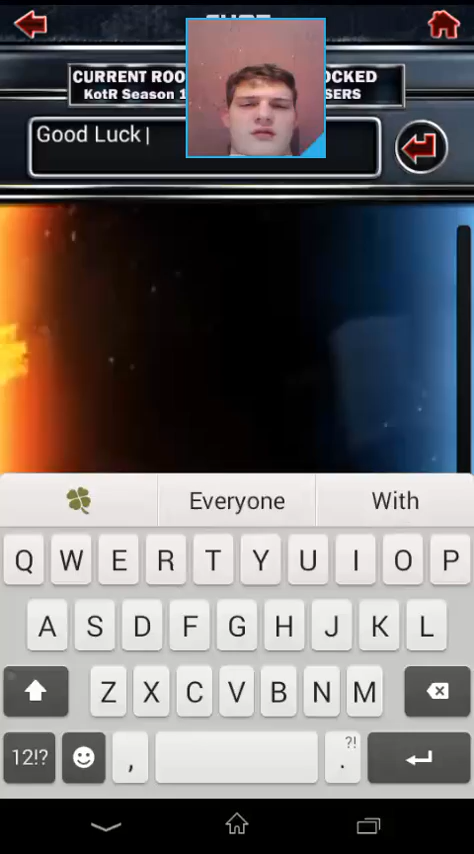 CURRENT ROO
OCKED
KotR Season 1
SERS
Good Luck
Everyone
With
Q W E R T Y U I O P
A S D F G H J K L
Z X C V B N M
12!?
,
?!
.